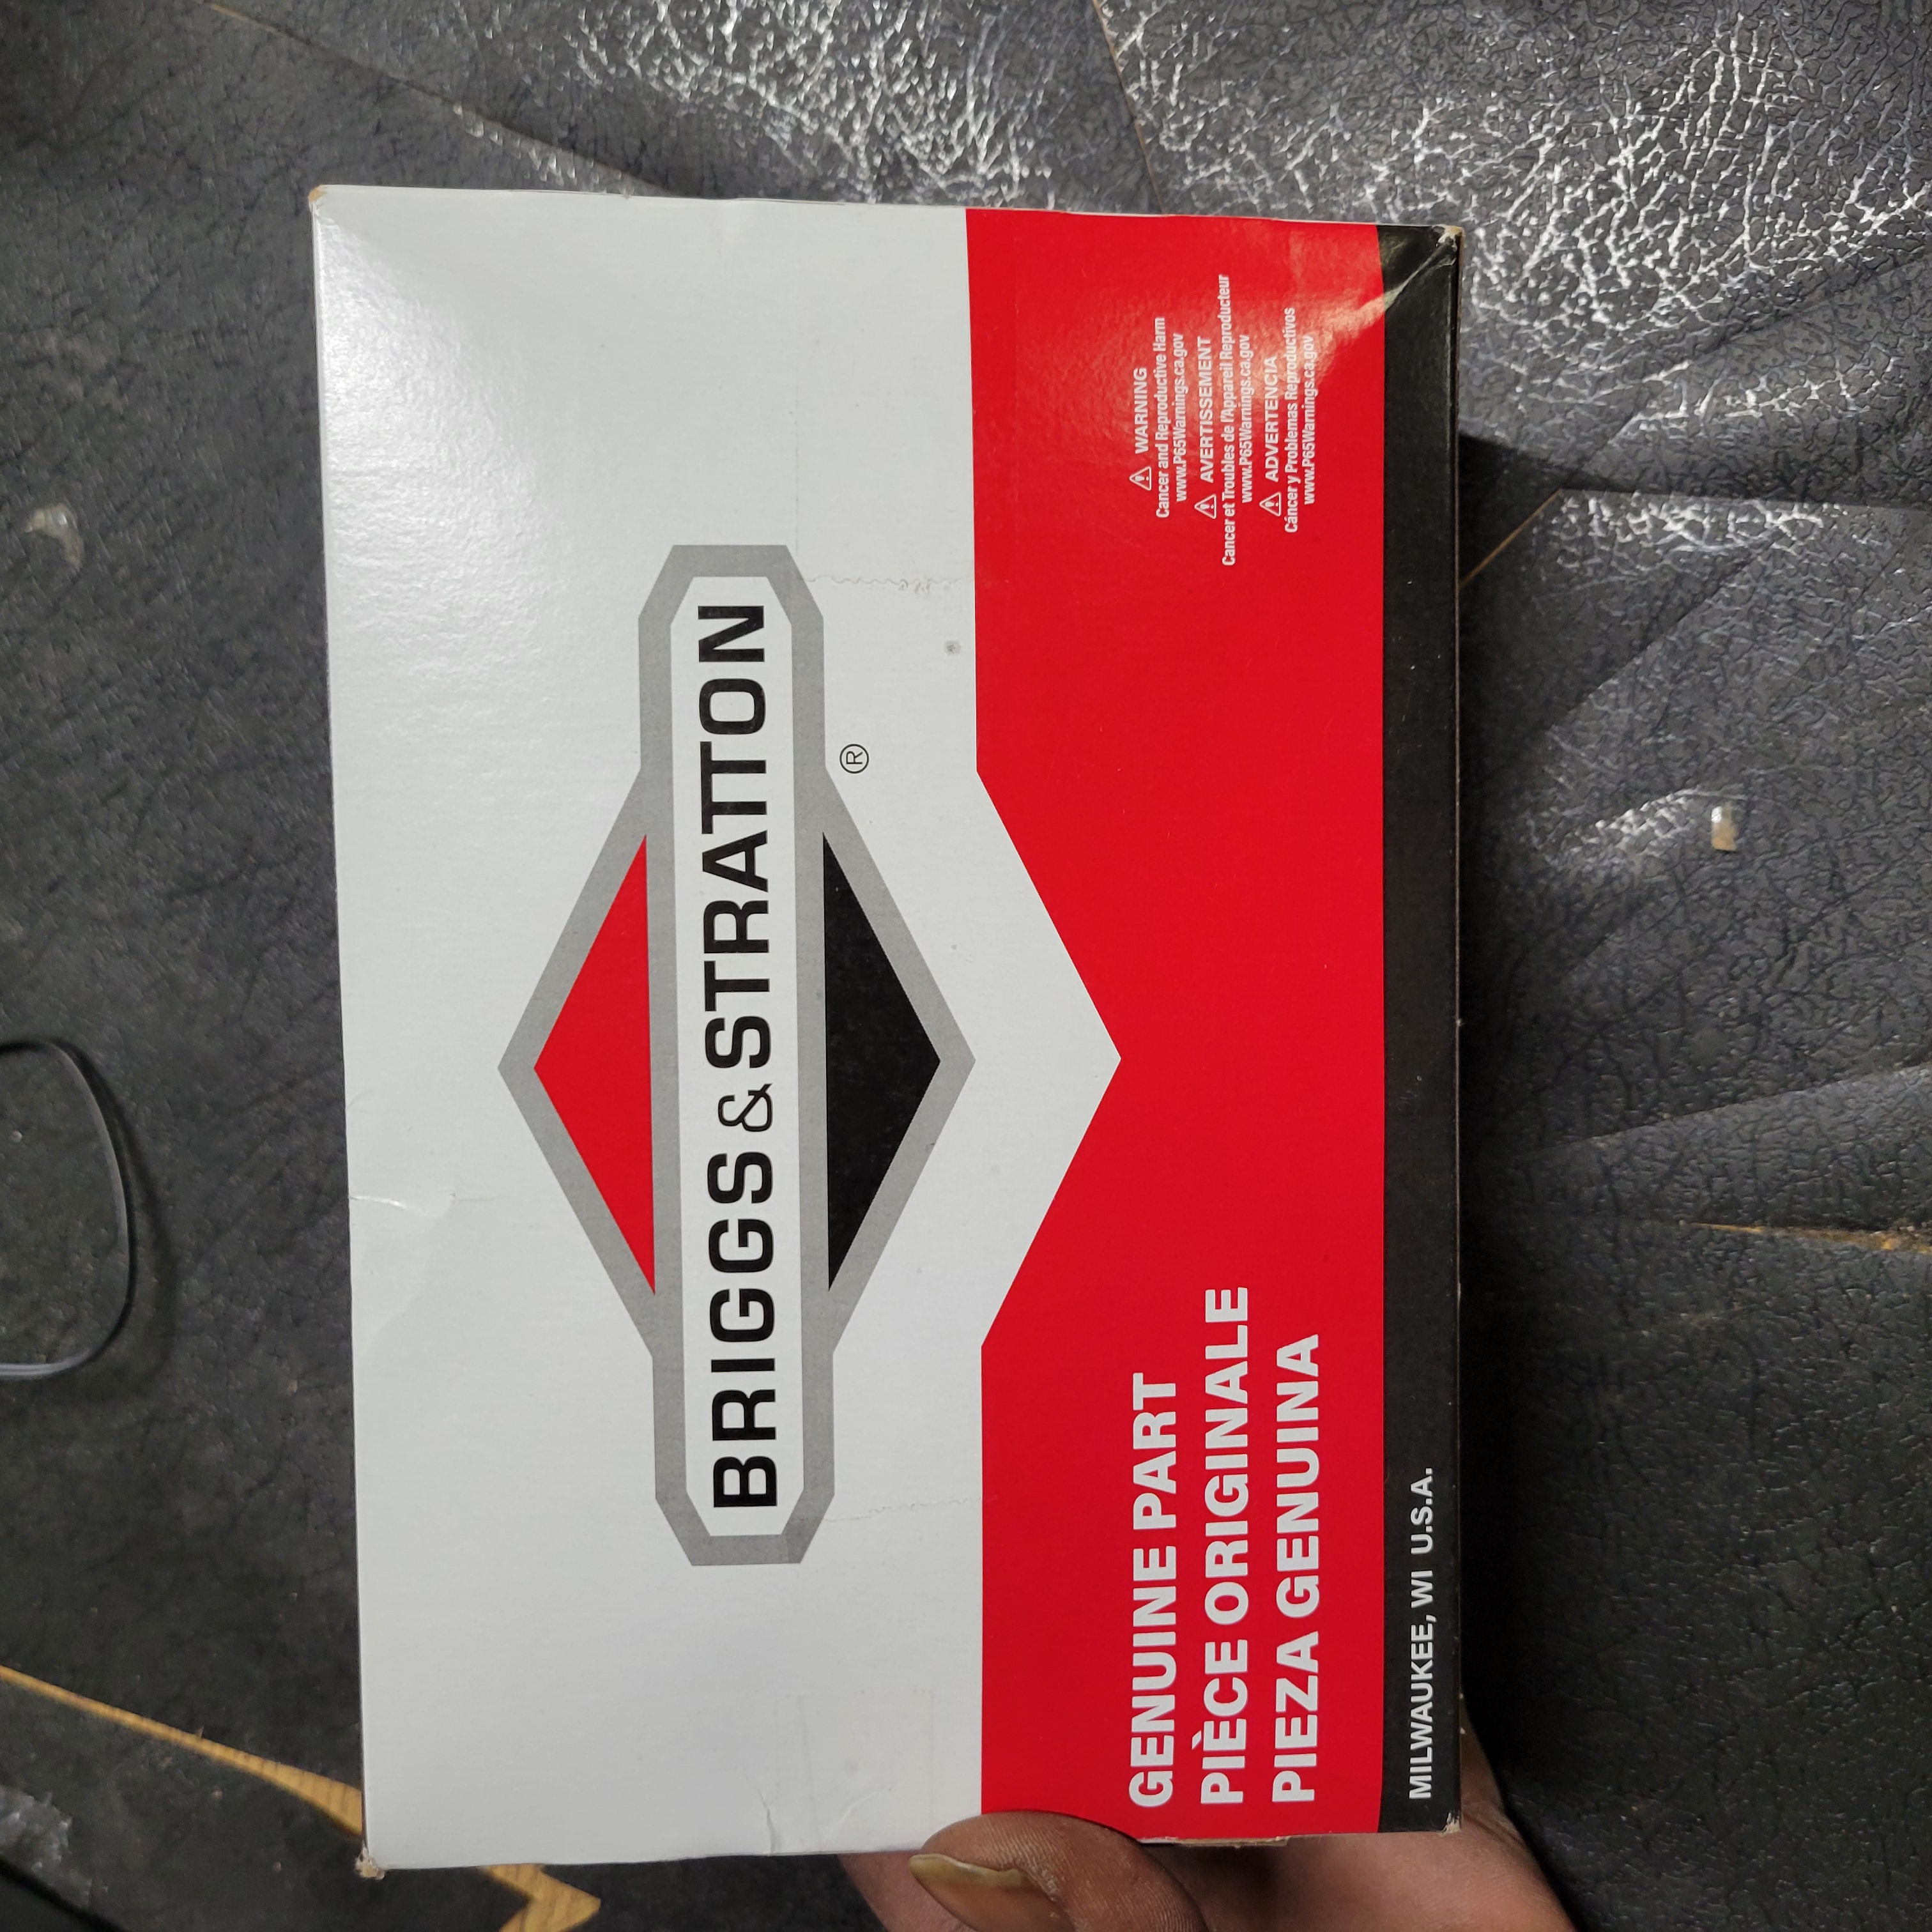 BRIGGS & STRATTON
®
GENUINE PART
PIÈCE ORIGINALE
PIEZA GENUINA
⚠ WARNING
Cancer and Reproductive Harm
www.P65Warnings.ca.gov
⚠ AVERTISSEMENT
Cancer et Troubles de l'Appareil Reproducteur
www.P65Warnings.ca.gov
⚠ ADVERTENCIA
Cáncer y Problemas Reproductivos
www.P65Warnings.ca.gov
MILWAUKEE, WI U.S.A.